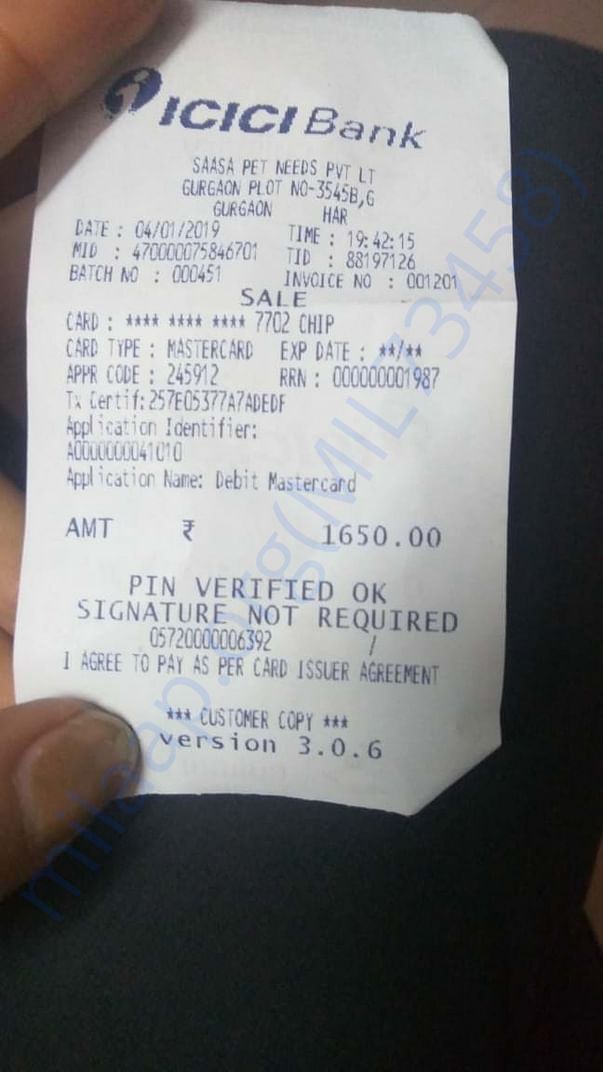 ICICI Bank
SAASA PET NEEDS PVT LT
GURGAON PLOT NO-3545B,G
GURGAON HAR
DATE : 04/01/2019 TIME : 19:42:15
MID : 470000075846701 TID : 88197126
BATCH NO : 000451 INVOICE NO : 001201
SALE
CARD : **** **** **** 7702 CHIP
CARD TYPE : MASTERCARD EXP DATE : **/**
APPR CODE : 245912 RRN : 000000001987
Tx Certif:257E05377A7ADEDF
Application Identifier:
A0000000041010
Application Name: Debit Mastercard
AMT ₹ 1650.00
PIN VERIFIED OK
SIGNATURE NOT REQUIRED
05720000006392 /
I AGREE TO PAY AS PER CARD ISSUER AGREEMENT
*** CUSTOMER COPY ***
version 3.0.6
milaap.org(MIL73458)